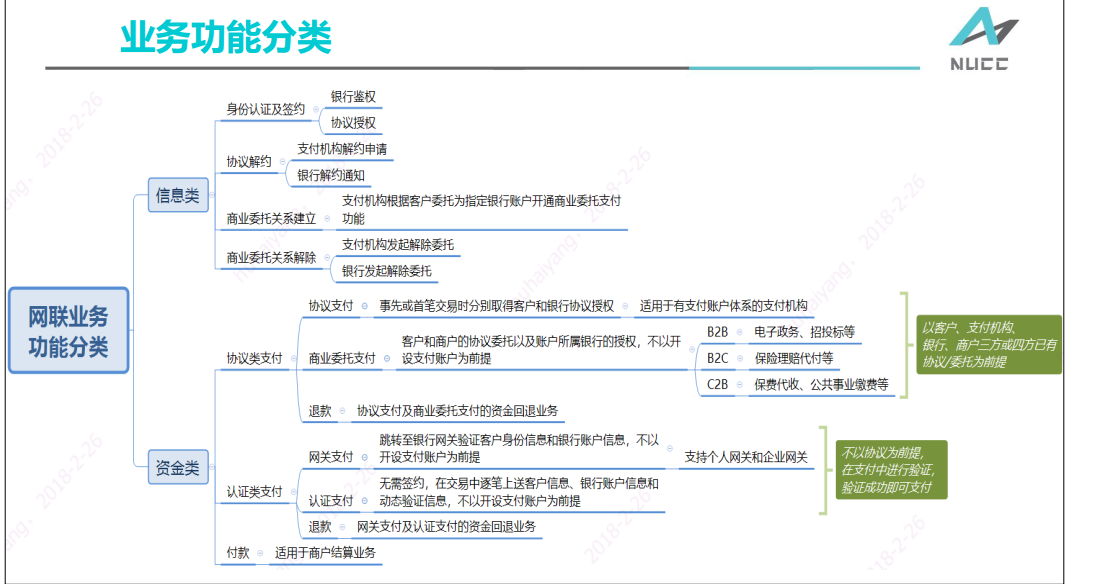 业务功能分类
NUCC
身份认证及签约
银行鉴权
协议授权
协议解约
支付机构解约申请
银行解约通知
信息类
商业委托关系建立
支付机构根据客户委托为指定银行账户开通商业委托支付
功能
商业委托关系解除
支付机构发起解除委托
银行发起解除委托
网联业务
功能分类
协议类支付
协议支付
事先或首笔交易时分别取得客户和银行协议授权
适用于有支付账户体系的支付机构
商业委托支付
客户和商户的协议委托以及账户所属银行的授权，不以开
设支付账户为前提
B2B
电子政务、招投标等
B2C
保险理赔代付等
C2B
保费代收、公共事业缴费等
以客户、支付机构、
银行、商户三方或四方已有
协议/委托为前提
退款
协议支付及商业委托支付的资金回退业务
资金类
认证类支付
网关支付
跳转至银行网关验证客户身份信息和银行账户信息，不以
开设支付账户为前提
支持个人网关和企业网关
认证支付
无需签约，在交易中逐笔上送客户信息、银行账户信息和
动态验证信息，不以开设支付账户为前提
不以协议为前提，
在支付中进行验证，
验证成功即可支付
退款
网关支付及认证支付的资金回退业务
付款
适用于商户结算业务
2018-2-26
2018-2-26
2018-2-26
2018-2-26
2018-2-26